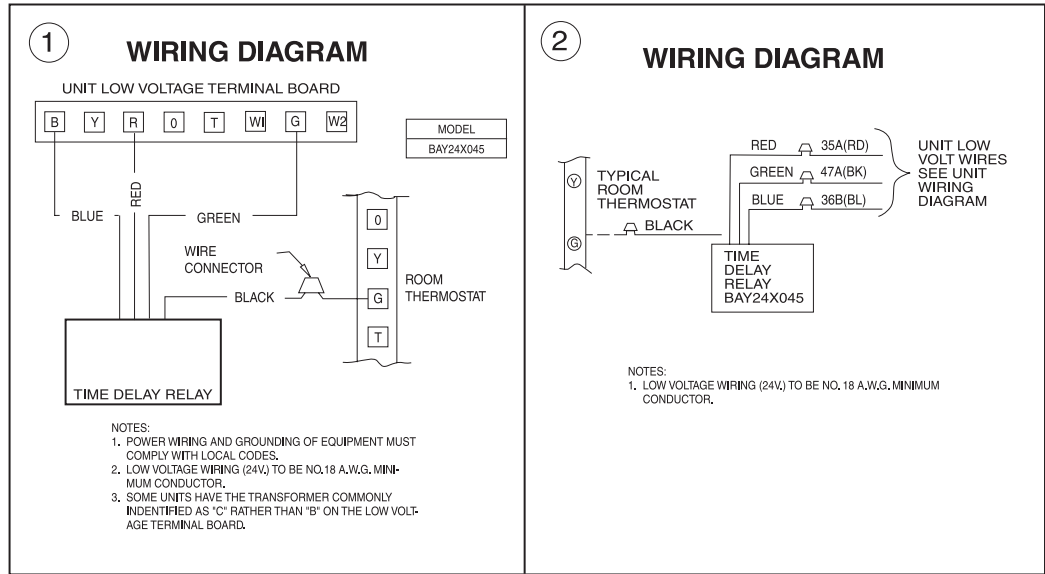 1
WIRING DIAGRAM
UNIT LOW VOLTAGE TERMINAL BOARD
B Y R 0 T W1 G W2
MODEL
BAY24X045
RED
BLUE
GREEN
WIRE
CONNECTOR
BLACK
0
Y
G
T
ROOM
THERMOSTAT
TIME DELAY RELAY
NOTES:
1. POWER WIRING AND GROUNDING OF EQUIPMENT MUST
COMPLY WITH LOCAL CODES.
2. LOW VOLTAGE WIRING (24V.) TO BE NO.18 A.W.G. MINI-
MUM CONDUCTOR.
3. SOME UNITS HAVE THE TRANSFORMER COMMONLY
INDENTIFIED AS "C" RATHER THAN "B" ON THE LOW VOLT-
AGE TERMINAL BOARD.
2
WIRING DIAGRAM
Y
G
TYPICAL
ROOM
THERMOSTAT
BLACK
RED 35A(RD)
GREEN 47A(BK)
BLUE 36B(BL)
UNIT LOW
VOLT WIRES
SEE UNIT
WIRING
DIAGRAM
TIME
DELAY
RELAY
BAY24X045
NOTES:
1. LOW VOLTAGE WIRING (24V.) TO BE NO. 18 A.W.G. MINIMUM
CONDUCTOR.